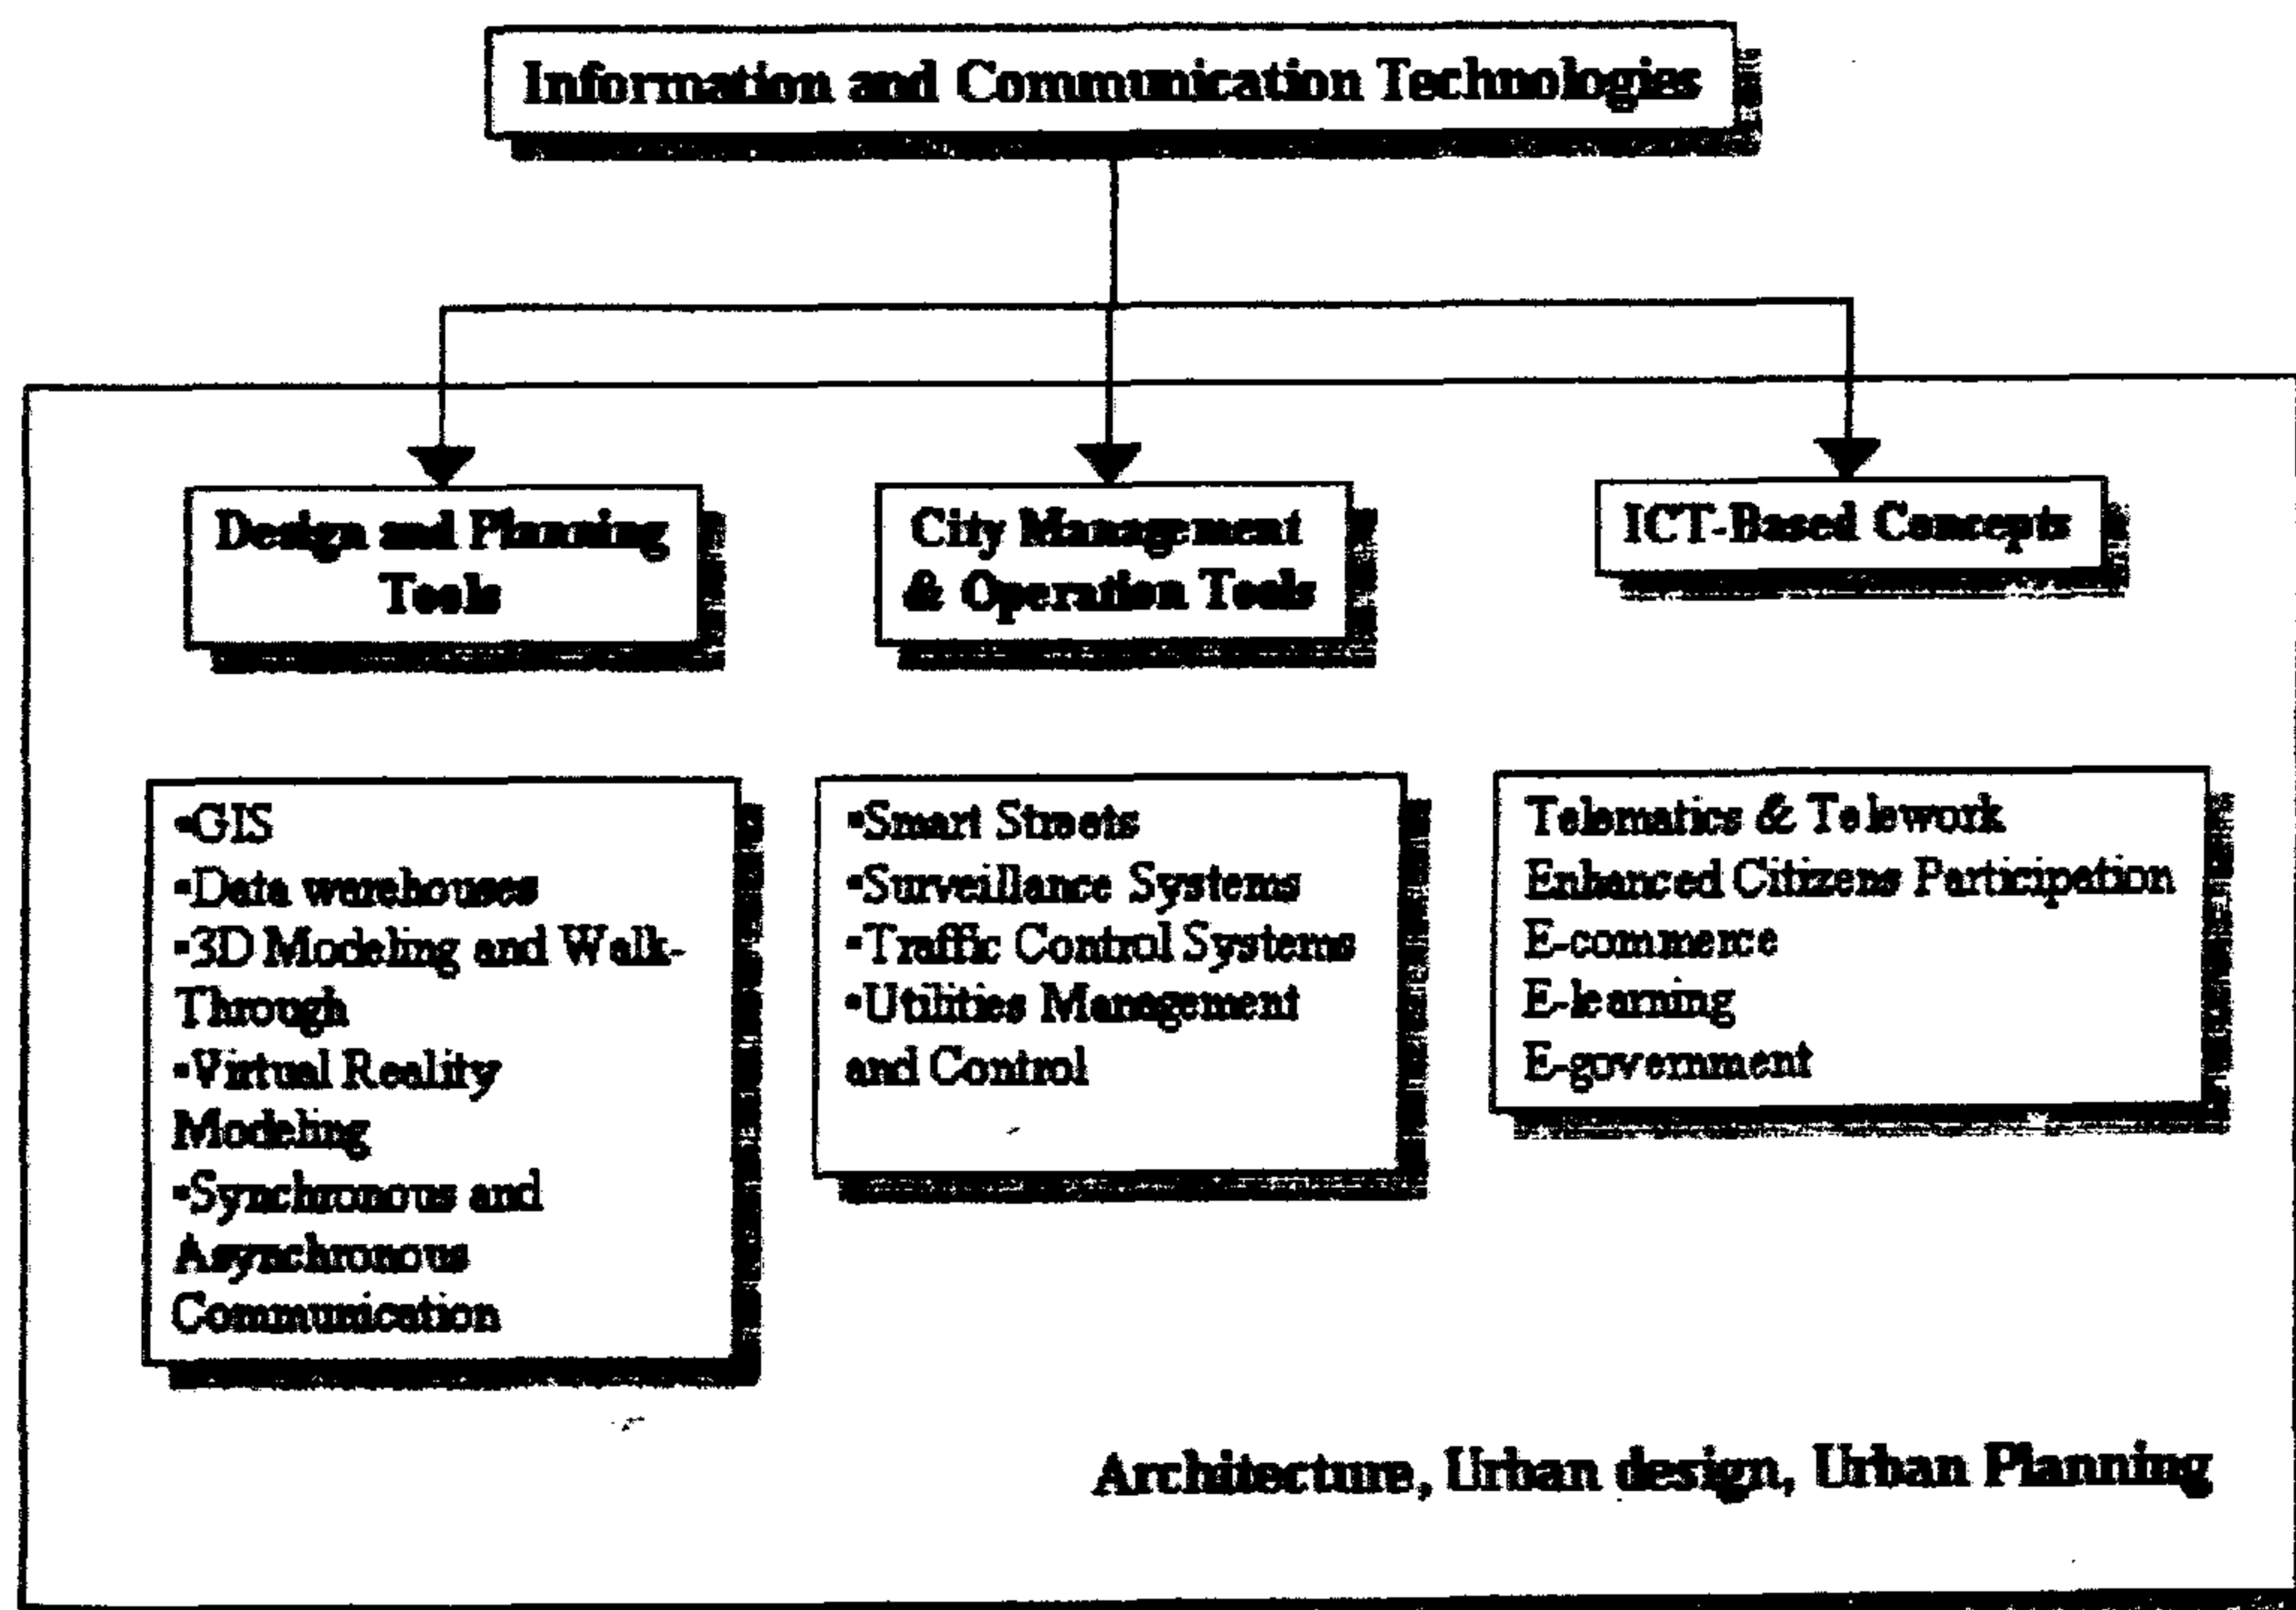 Information and Communication Technologies
Design and Planning
Tools
City Management
& Operation Tools
ICT-Based Concepts
▪GIS
▪Data warehouses
▪3D Modeling and Walk-
Through
▪Virtual Reality
Modeling
▪Synchronous and
Asynchronous
Communication
▪Smart Streets
▪Surveillance Systems
▪Traffic Control Systems
▪Utilities Management
and Control
Telematics & Telework
Enhanced Citizens Participation
E-commerce
E-learning
E-government
Architecture, Urban design, Urban Planning